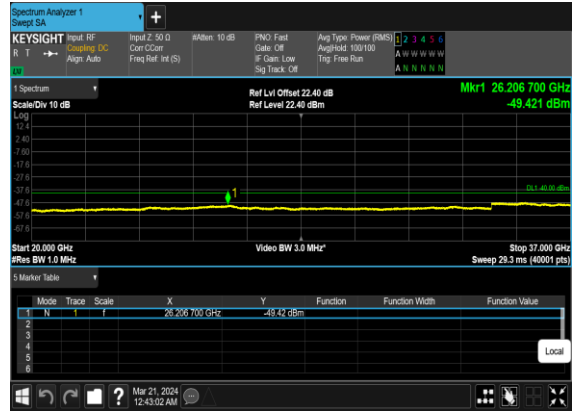 Spectrum Analyzer 1
Swept SA
+
KEYSIGHT Input: RF Input Z: 50 Ω #Atten: 10 dB PNO: Fast Avg Type: Power (RMS) 1 2 3 4 5 6
R T Coupling: DC Corr CCorr Gate: Off Avg|Hold: 100/100 A W W W W W
Align: Auto Freq Ref: Int (S) IF Gain: Low Trig: Free Run
LW Sig Track: Off A N N N N N
1 Spectrum Ref Lvl Offset 22.40 dB Mkr1 26.206 700 GHz
Scale/Div 10 dB Ref Level 22.40 dBm -49.421 dBm
Log
12.4
2.40
-7.60
-17.6
-27.6
-37.6 1 DL1 -40.00 dBm
-47.6
-57.6
-67.6
Start 20.000 GHz Video BW 3.0 MHz* Stop 37.000 GHz
#Res BW 1.0 MHz Sweep 29.3 ms (40001 pts)
5 Marker Table
Mode Trace Scale X Y Function Function Width Function Value
1 N 1 f 26.206 700 GHz -49.42 dBm
2
3
4
5
6
Local
? Mar 21, 2024
12:43:02 AM